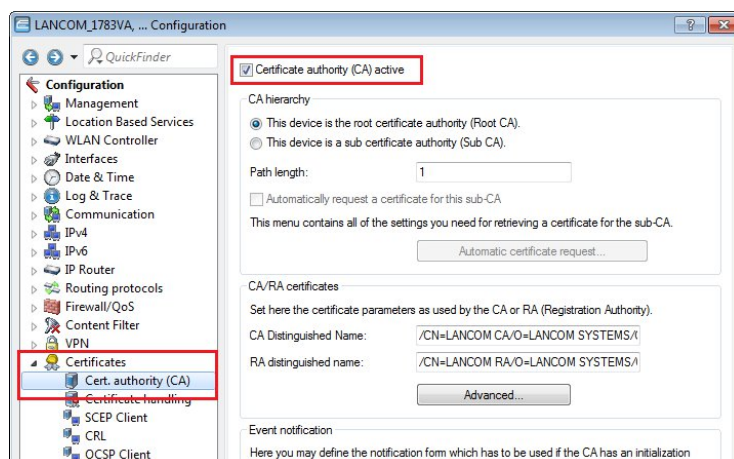 LANCOM_1783VA, ... Configuration
QuickFinder
Configuration
Management
Location Based Services
WLAN Controller
Interfaces
Date & Time
Log & Trace
Communication
IPv4
IPv6
IP Router
Routing protocols
Firewall/QoS
Content Filter
VPN
Certificates
Cert. authority (CA)
Certificate handling
SCEP Client
CRL
OCSP Client
Certificate authority (CA) active
CA hierarchy
This device is the root certificate authority (Root CA).
This device is a sub certificate authority (Sub CA).
Path length: 1
Automatically request a certificate for this sub-CA
This menu contains all of the settings you need for retrieving a certificate for the sub-CA.
Automatic certificate request...
CA/RA certificates
Set here the certificate parameters as used by the CA or RA (Registration Authority).
CA Distinguished Name: /CN=LANCOM CA/O=LANCOM SYSTEMS/
RA distinguished name: /CN=LANCOM RA/O=LANCOM SYSTEMS/
Advanced...
Event notification
Here you may define the notification form which has to be used if the CA has an initialization